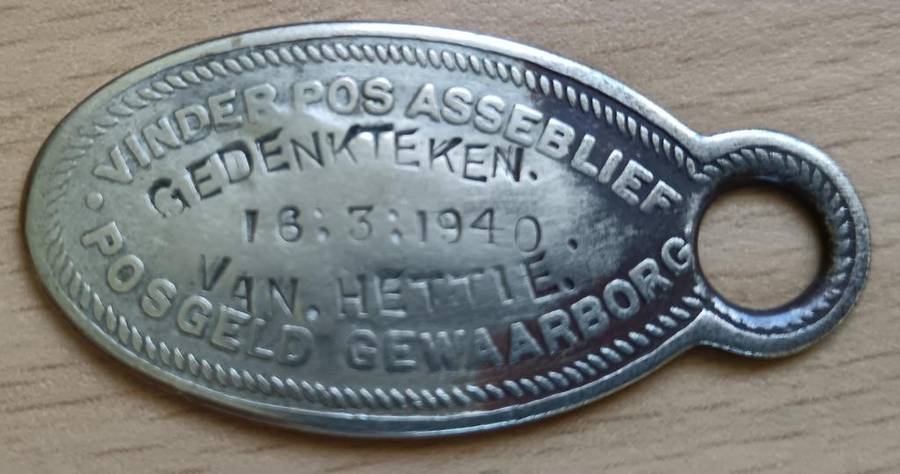 VINDER POS ASSEBLIEF
GEDENKTEKEN.
16:3:1940.
VAN. HETTIE.
• POSGELD GEWAARBORG